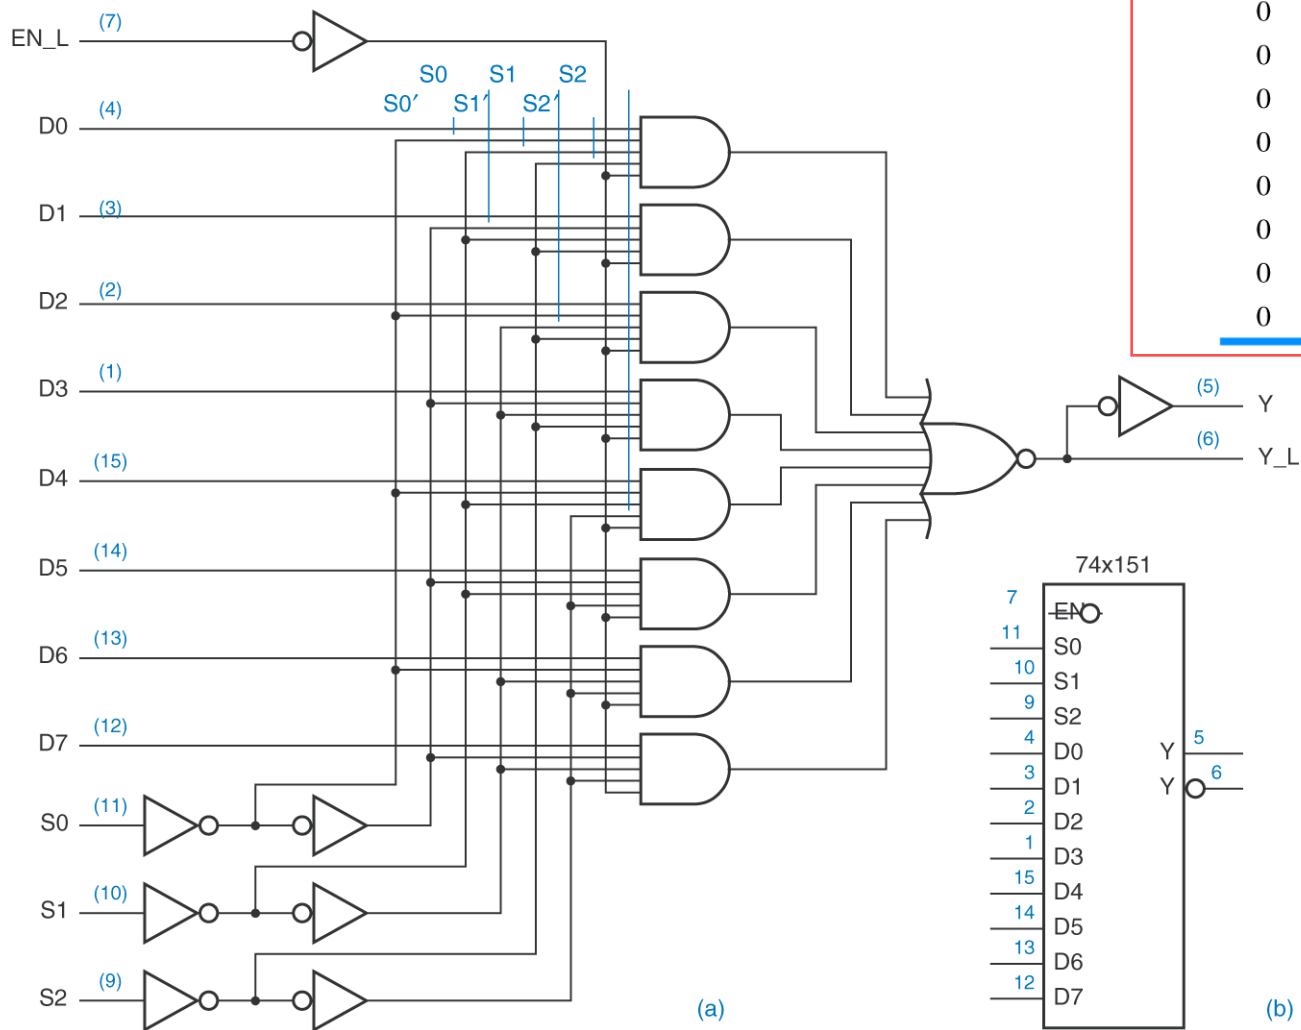 EN_L (7)
S0 S1 S2
S0′ S1′ S2′
D0 (4)
D1 (3)
D2 (2)
D3 (1)
D4 (15)
D5 (14)
D6 (13)
D7 (12)
S0 (11)
S1 (10)
S2 (9)
(a)
0
0
0
0
0
0
0
0
(5) Y
(6) Y_L
74x151
7 EN
11 S0
10 S1
9 S2
4 D0 Y 5
3 D1 Y 6
2 D2
1 D3
15 D4
14 D5
13 D6
12 D7
(b)